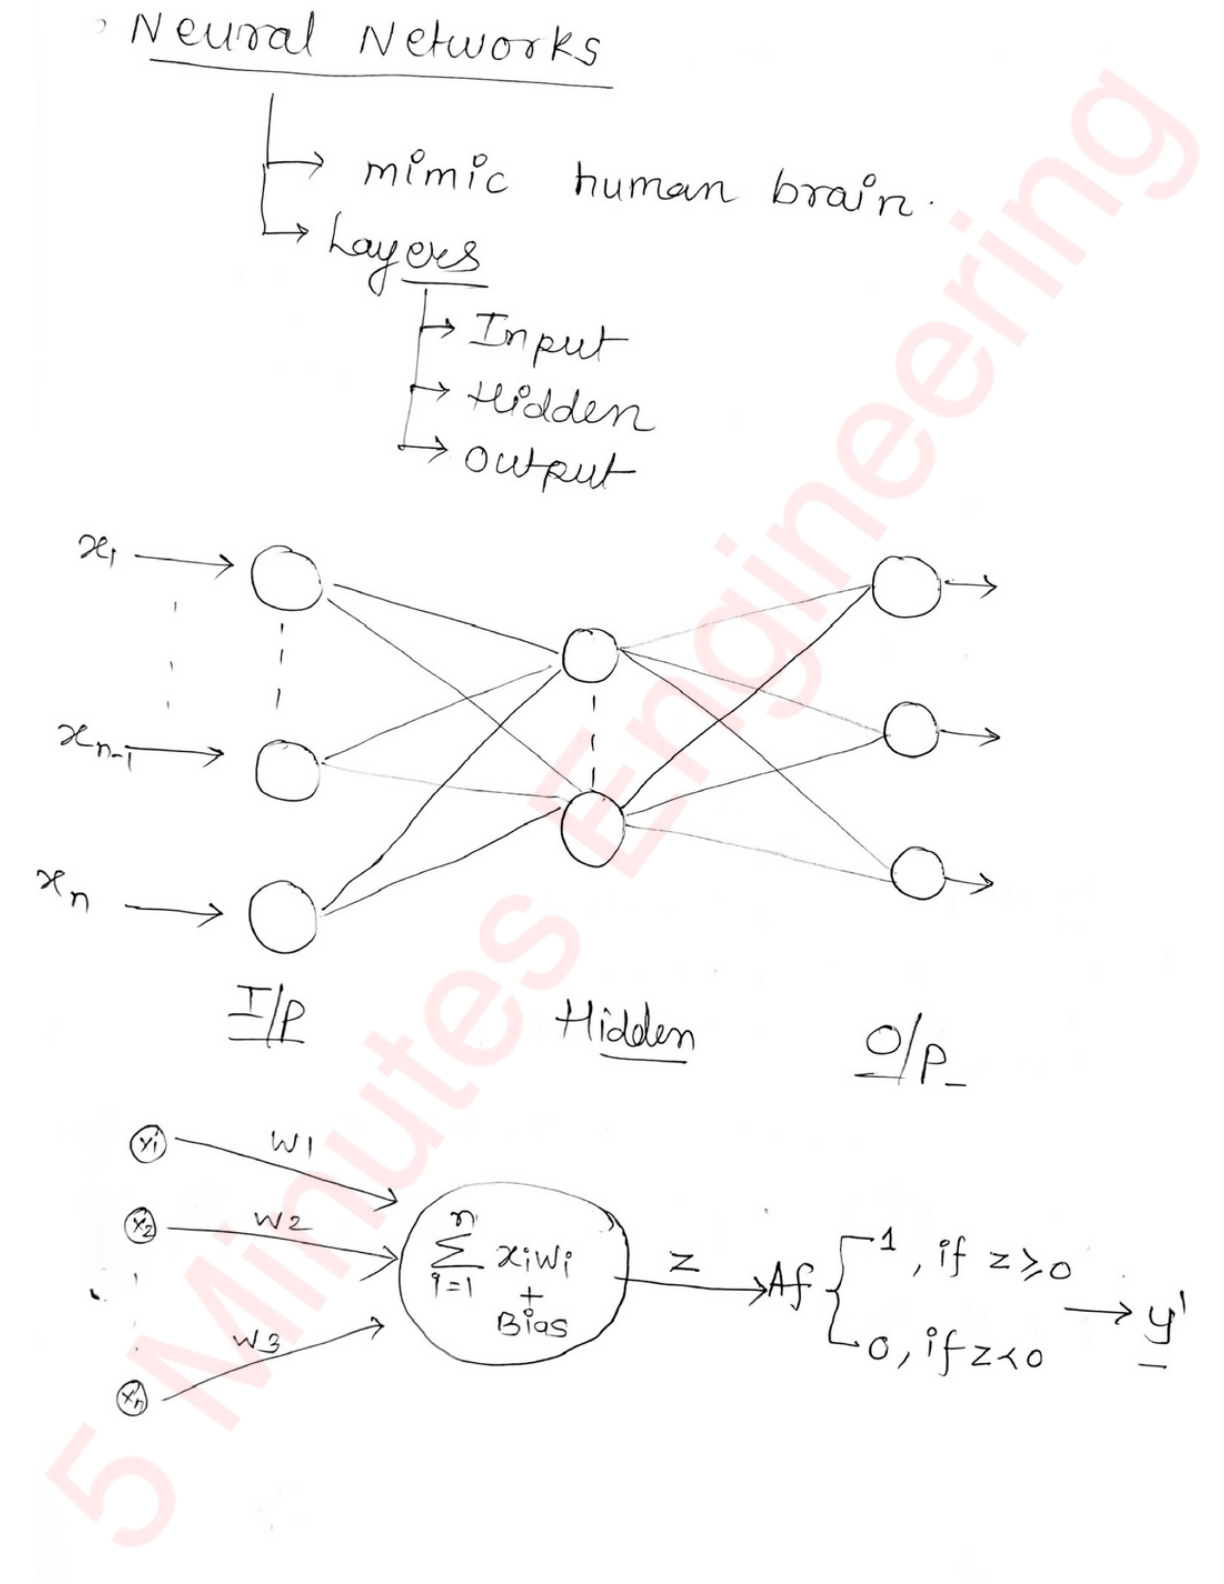 Neural Networks
mimic human brain.
Layers
Input
Hidden
Output
x1
xn-1
xn
I/P
Hidden
O/P
x1 W1
x2 W2
n
Σ xiwi
i=1
+
Bias
W3
xn
Z
Af
1, if z≥0
0, if z<0
y'
5 Minutes Engineering